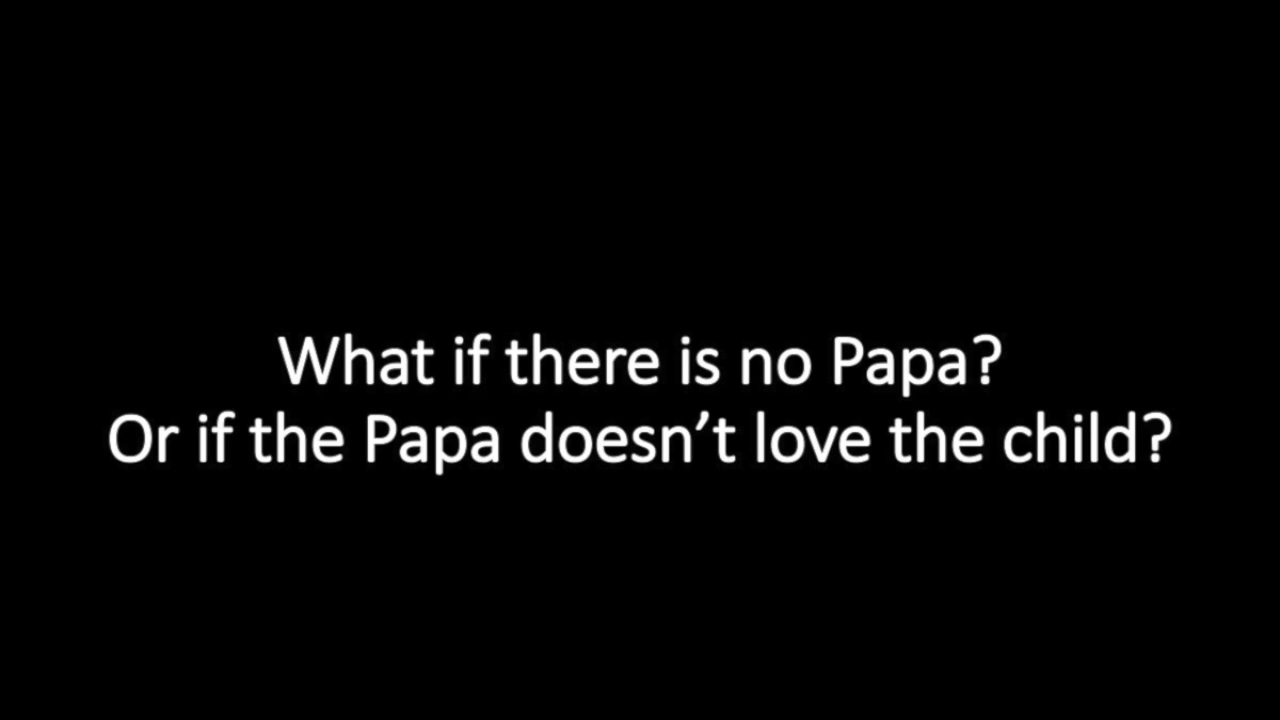 What if there is no Papa?
Or if the Papa doesn’t love the child?